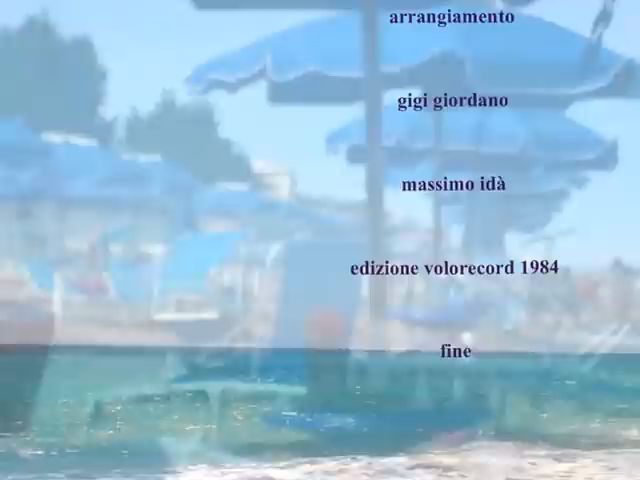 arrangiamento
gigi giordano
massimo idà
edizione volorecord 1984
fine